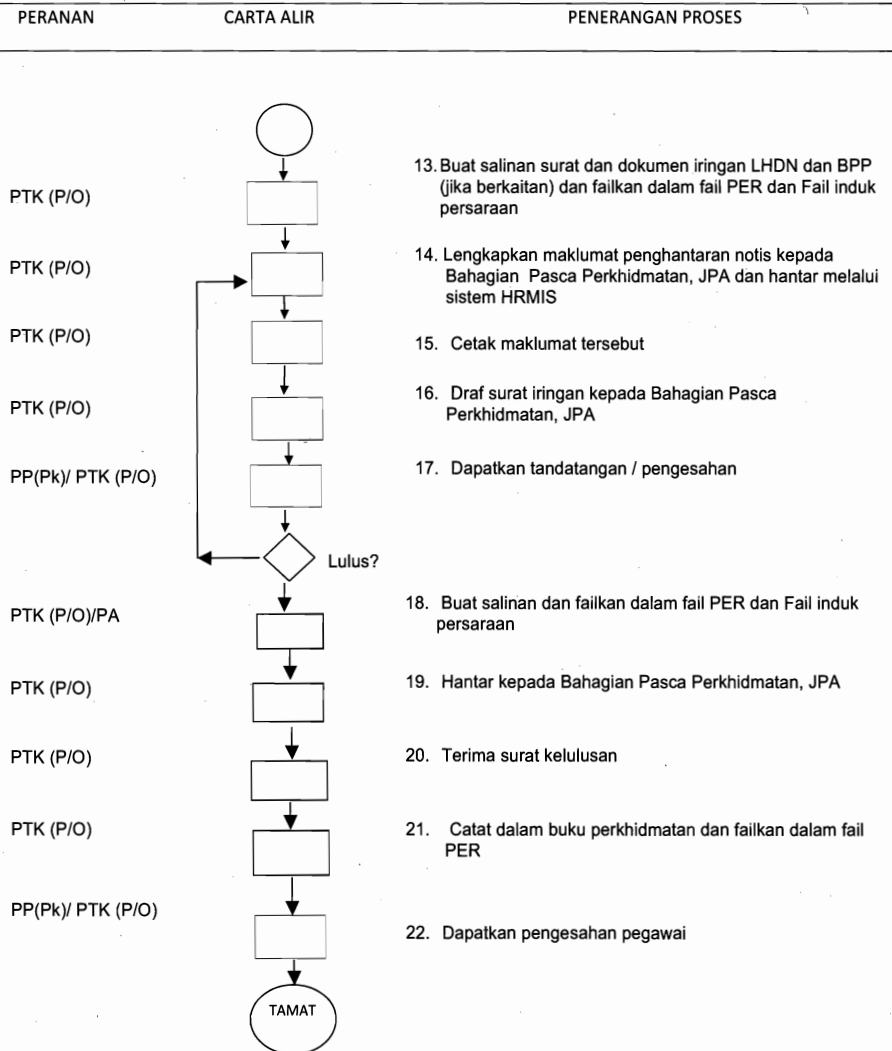 PERANAN CARTA ALIR PENERANGAN PROSES
PTK (P/O)
13. Buat salinan surat dan dokumen iringan LHDN dan BPP
(jika berkaitan) dan failkan dalam fail PER dan Fail induk
persaraan
PTK (P/O)
14. Lengkapkan maklumat penghantaran notis kepada
Bahagian Pasca Perkhidmatan, JPA dan hantar melalui
sistem HRMIS
PTK (P/O)
15. Cetak maklumat tersebut
PTK (P/O)
16. Draf surat iringan kepada Bahagian Pasca
Perkhidmatan, JPA
PP(Pk)/ PTK (P/O)
17. Dapatkan tandatangan / pengesahan
Lulus?
PTK (P/O)/PA
18. Buat salinan dan failkan dalam fail PER dan Fail induk
persaraan
PTK (P/O)
19. Hantar kepada Bahagian Pasca Perkhidmatan, JPA
PTK (P/O)
20. Terima surat kelulusan
PTK (P/O)
21. Catat dalam buku perkhidmatan dan failkan dalam fail
PER
PP(Pk)/ PTK (P/O)
22. Dapatkan pengesahan pegawai
TAMAT